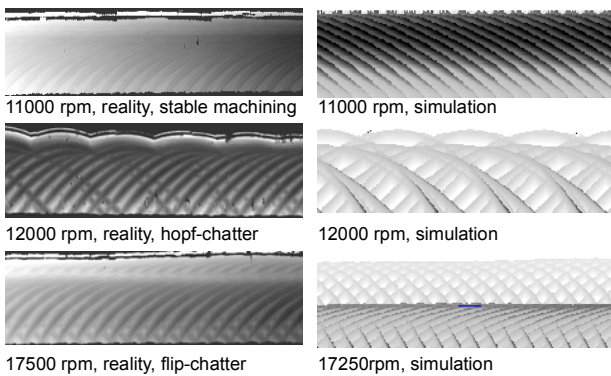 11000 rpm, reality, stable machining
11000 rpm, simulation
12000 rpm, reality, hopf-chatter
12000 rpm, simulation
17500 rpm, reality, flip-chatter
17250rpm, simulation